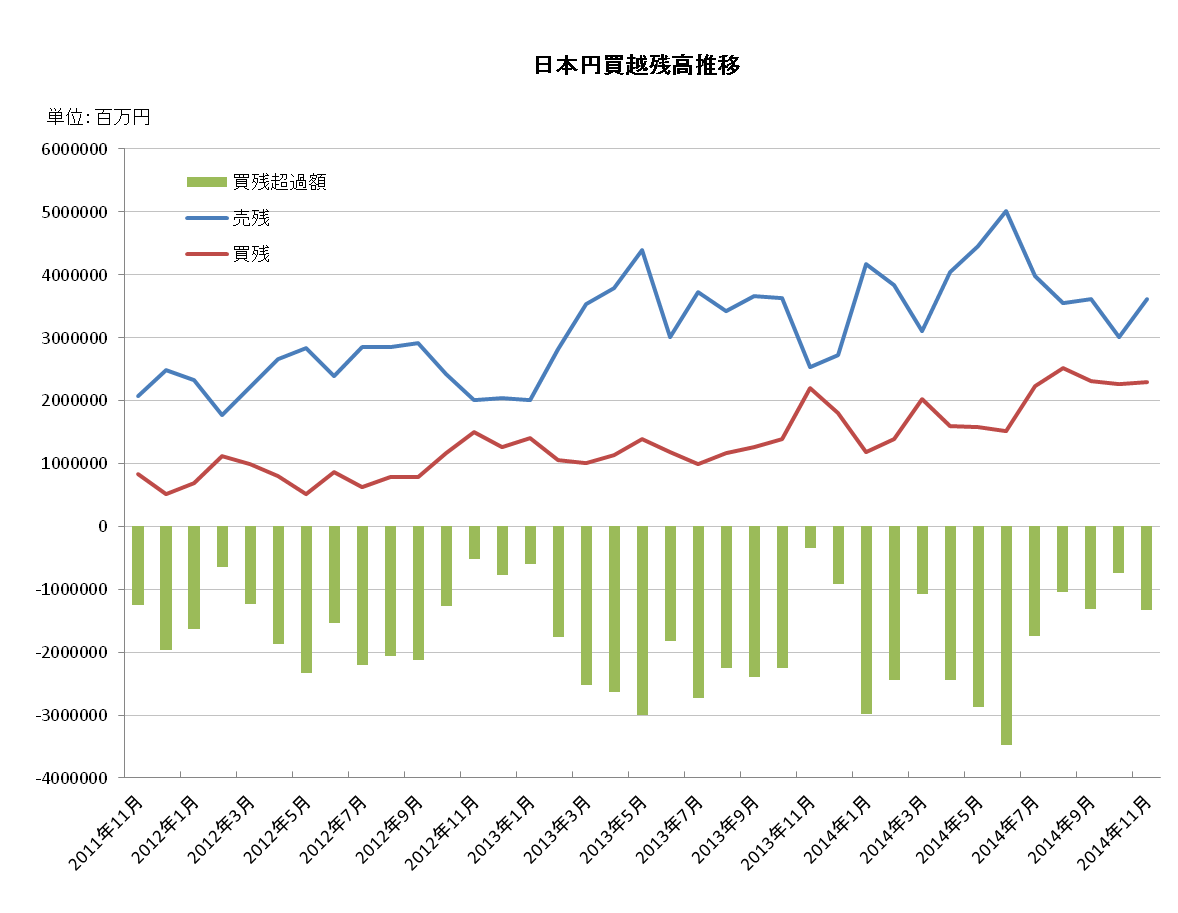 日本円買越残高推移
単位：百万円
6000000
5000000
4000000
3000000
2000000
1000000
0
-1000000
-2000000
-3000000
-4000000
買残超過額
売残
買残
2011年11月
2012年1月
2012年3月
2012年5月
2012年7月
2012年9月
2012年11月
2013年1月
2013年3月
2013年5月
2013年7月
2013年9月
2013年11月
2014年1月
2014年3月
2014年5月
2014年7月
2014年9月
2014年11月